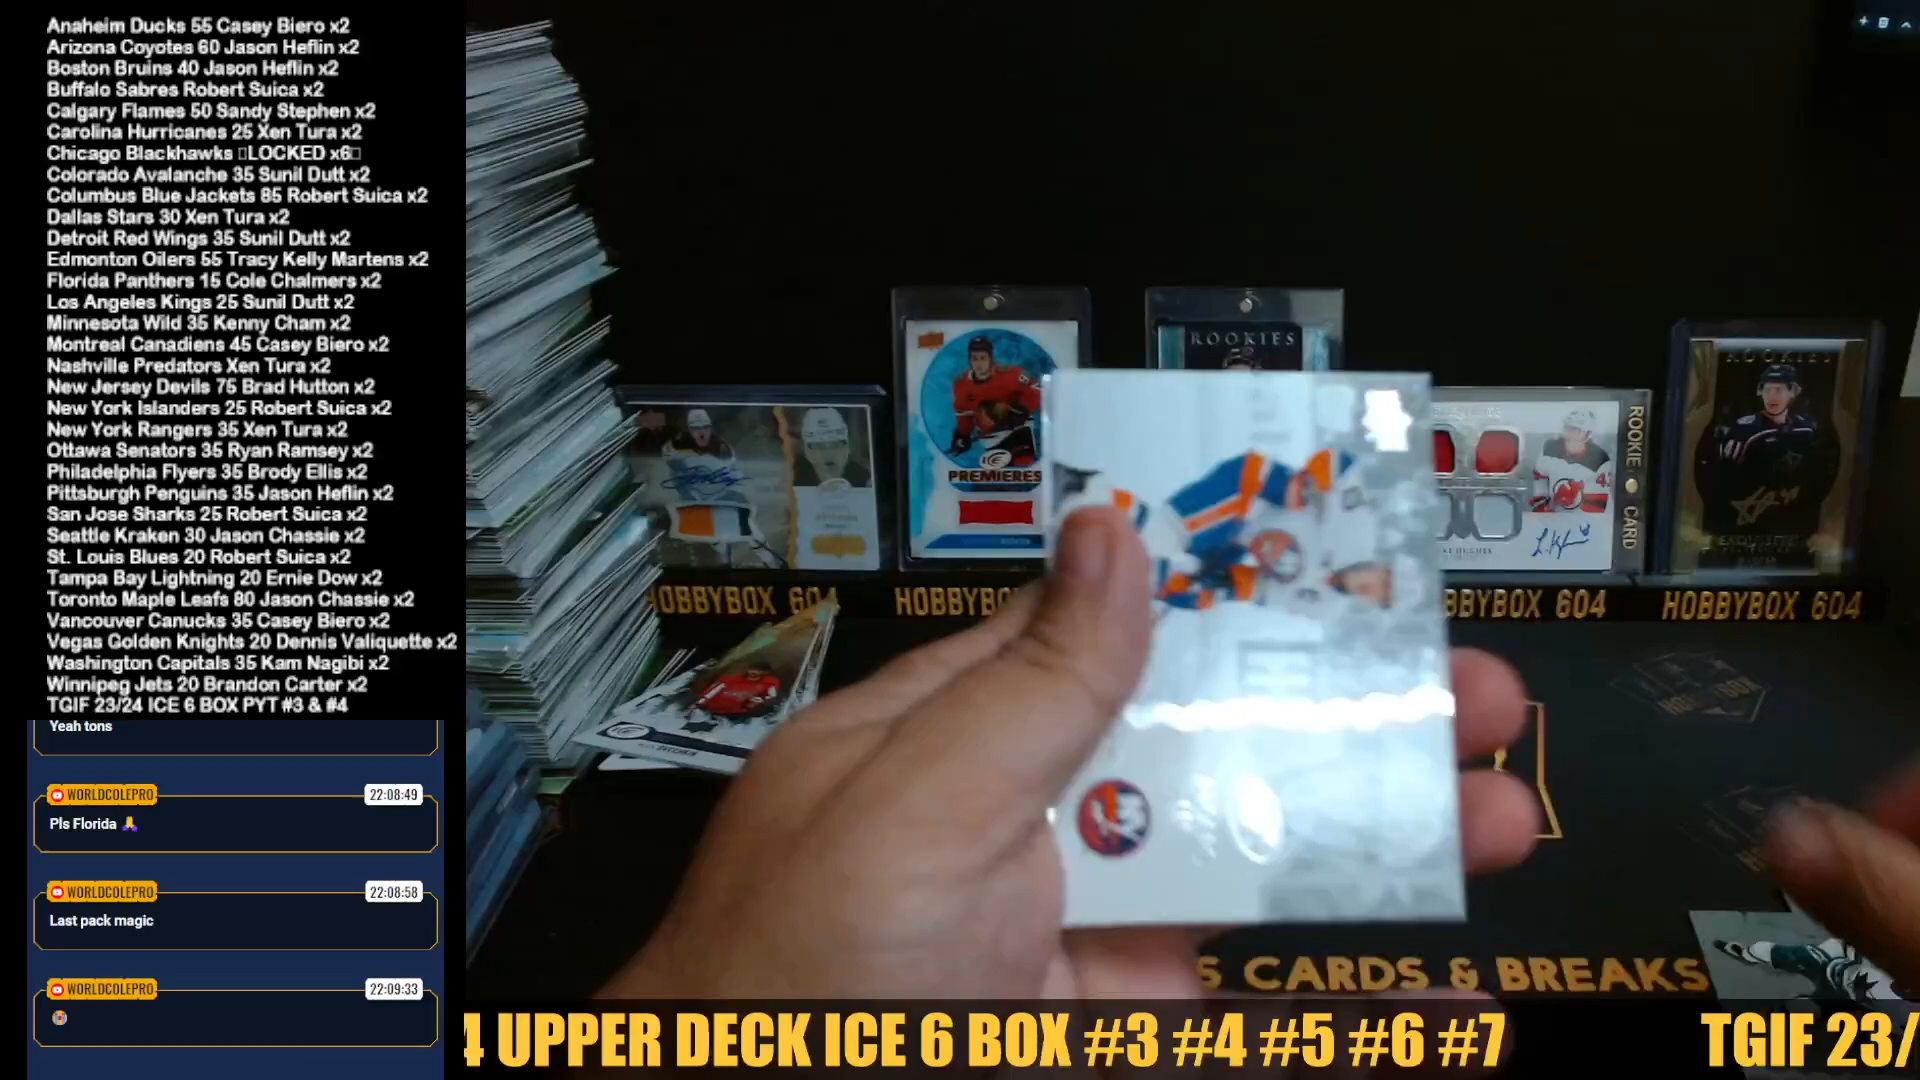 Anaheim Ducks 55 Casey Biero x2
Arizona Coyotes 60 Jason Heflin x2
Boston Bruins 40 Jason Heflin x2
Buffalo Sabres Robert Suica x2
Calgary Flames 50 Sandy Stephen x2
Carolina Hurricanes 25 Xen Tura x2
Chicago Blackhawks LOCKED x6
Colorado Avalanche 35 Sunil Dutt x2
Columbus Blue Jackets 85 Robert Suica x2
Dallas Stars 30 Xen Tura x2
Detroit Red Wings 35 Sunil Dutt x2
Edmonton Oilers 55 Tracy Kelly Martens x2
Florida Panthers 15 Cole Chalmers x2
Los Angeles Kings 25 Sunil Dutt x2
Minnesota Wild 35 Kenny Cham x2
Montreal Canadiens 45 Casey Biero x2
Nashville Predators Xen Tura x2
New Jersey Devils 75 Brad Hutton x2
New York Islanders 25 Robert Suica x2
New York Rangers 35 Xen Tura x2
Ottawa Senators 35 Ryan Ramsey x2
Philadelphia Flyers 35 Brody Ellis x2
Pittsburgh Penguins 35 Jason Heflin x2
San Jose Sharks 25 Robert Suica x2
Seattle Kraken 30 Jason Chassie x2
St. Louis Blues 20 Robert Suica x2
Tampa Bay Lightning 20 Ernie Dow x2
Toronto Maple Leafs 80 Jason Chassie x2
Vancouver Canucks 35 Casey Biero x2
Vegas Golden Knights 20 Dennis Valiquette x2
Washington Capitals 35 Kam Nagibi x2
Winnipeg Jets 20 Brandon Carter x2
TGIF 23/24 ICE 6 BOX PYT #3 & #4
Yeah tons
WORLDCOLEPRO 22:08:49
Pls Florida 🙏
WORLDCOLEPRO 22:08:58
Last pack magic
WORLDCOLEPRO 22:09:33
ICE
PREMIERES
ROOKIES
ROOKIE CARD
HOBBYBOX 604
HOBBYBOX 604
S CARDS & BREAKS
4 UPPER DECK ICE 6 BOX #3 #4 #5 #6 #7
TGIF 23/